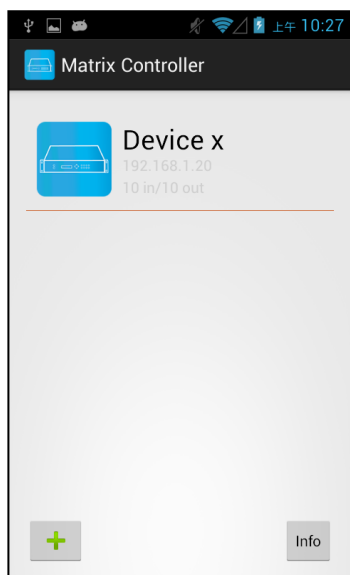 上午 10:27
Matrix Controller
Device x
192.168.1.20
10 in/10 out
Info